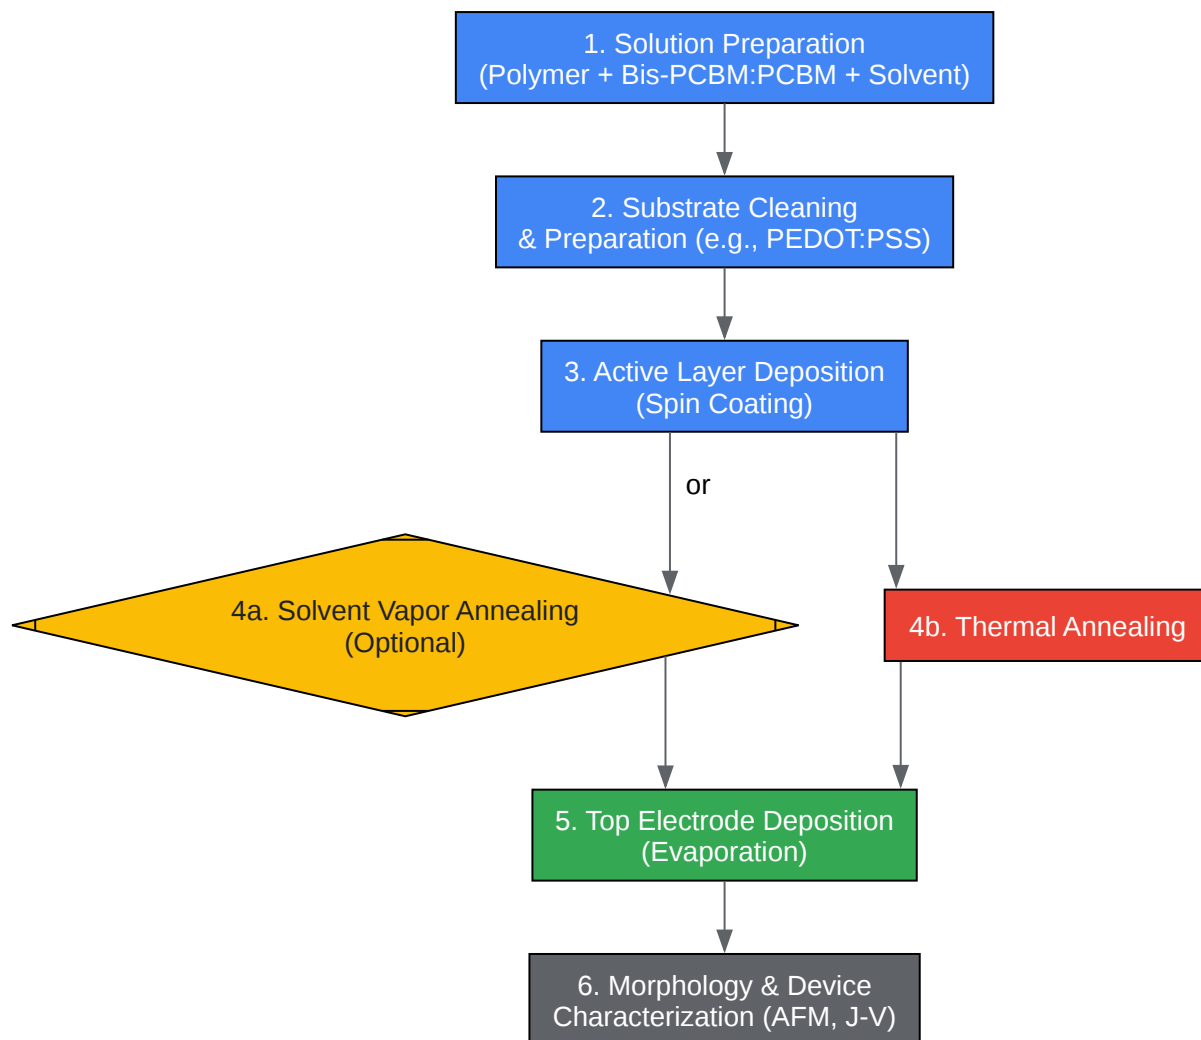 1. Solution Preparation
(Polymer + Bis-PCBM:PCBM + Solvent)
2. Substrate Cleaning
& Preparation (e.g., PEDOT:PSS)
3. Active Layer Deposition
(Spin Coating)
or
4a. Solvent Vapor Annealing
(Optional)
4b. Thermal Annealing
5. Top Electrode Deposition
(Evaporation)
6. Morphology & Device
Characterization (AFM, J-V)